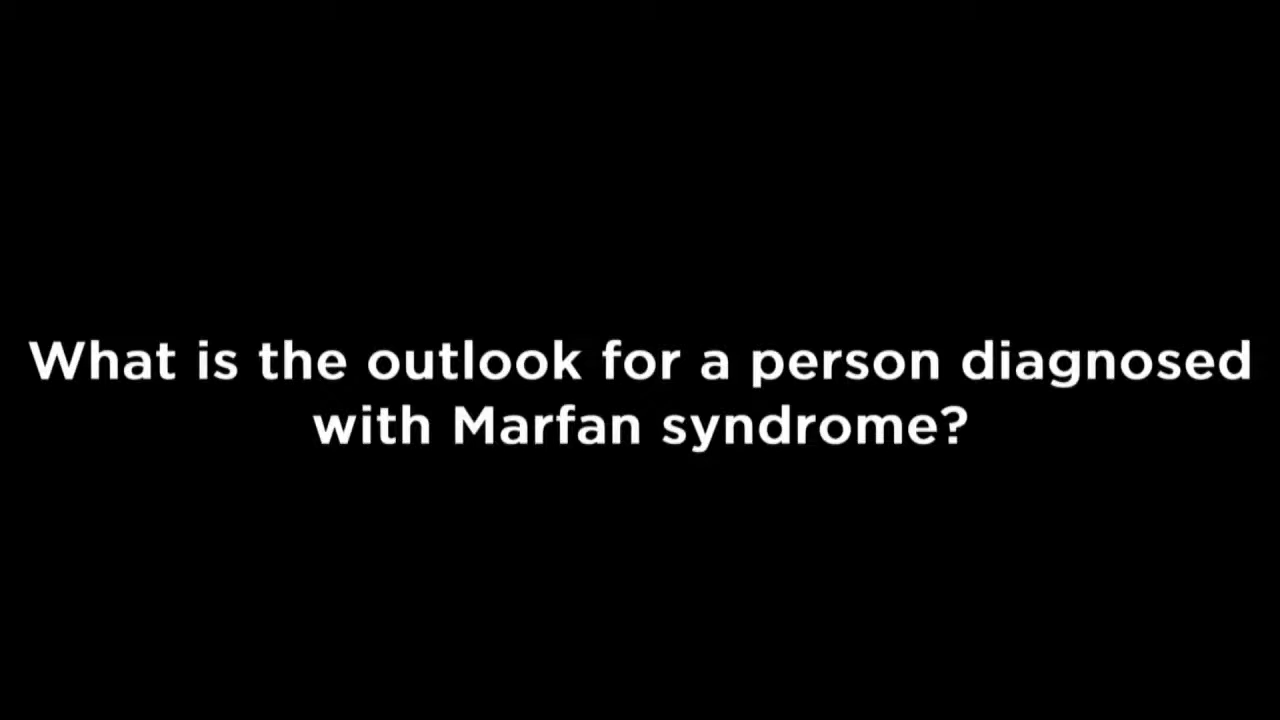 What is the outlook for a person diagnosed
with Marfan syndrome?